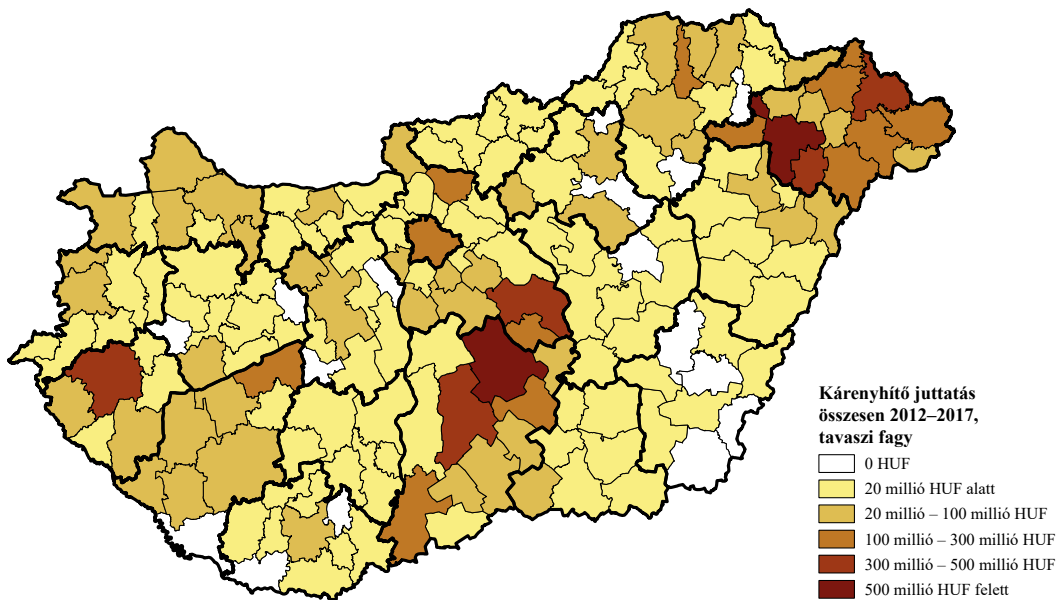 Kárenyhítő juttatás
összesen 2012–2017,
tavaszi fagy
0 HUF
20 millió HUF alatt
20 millió – 100 millió HUF
100 millió – 300 millió HUF
300 millió – 500 millió HUF
500 millió HUF felett